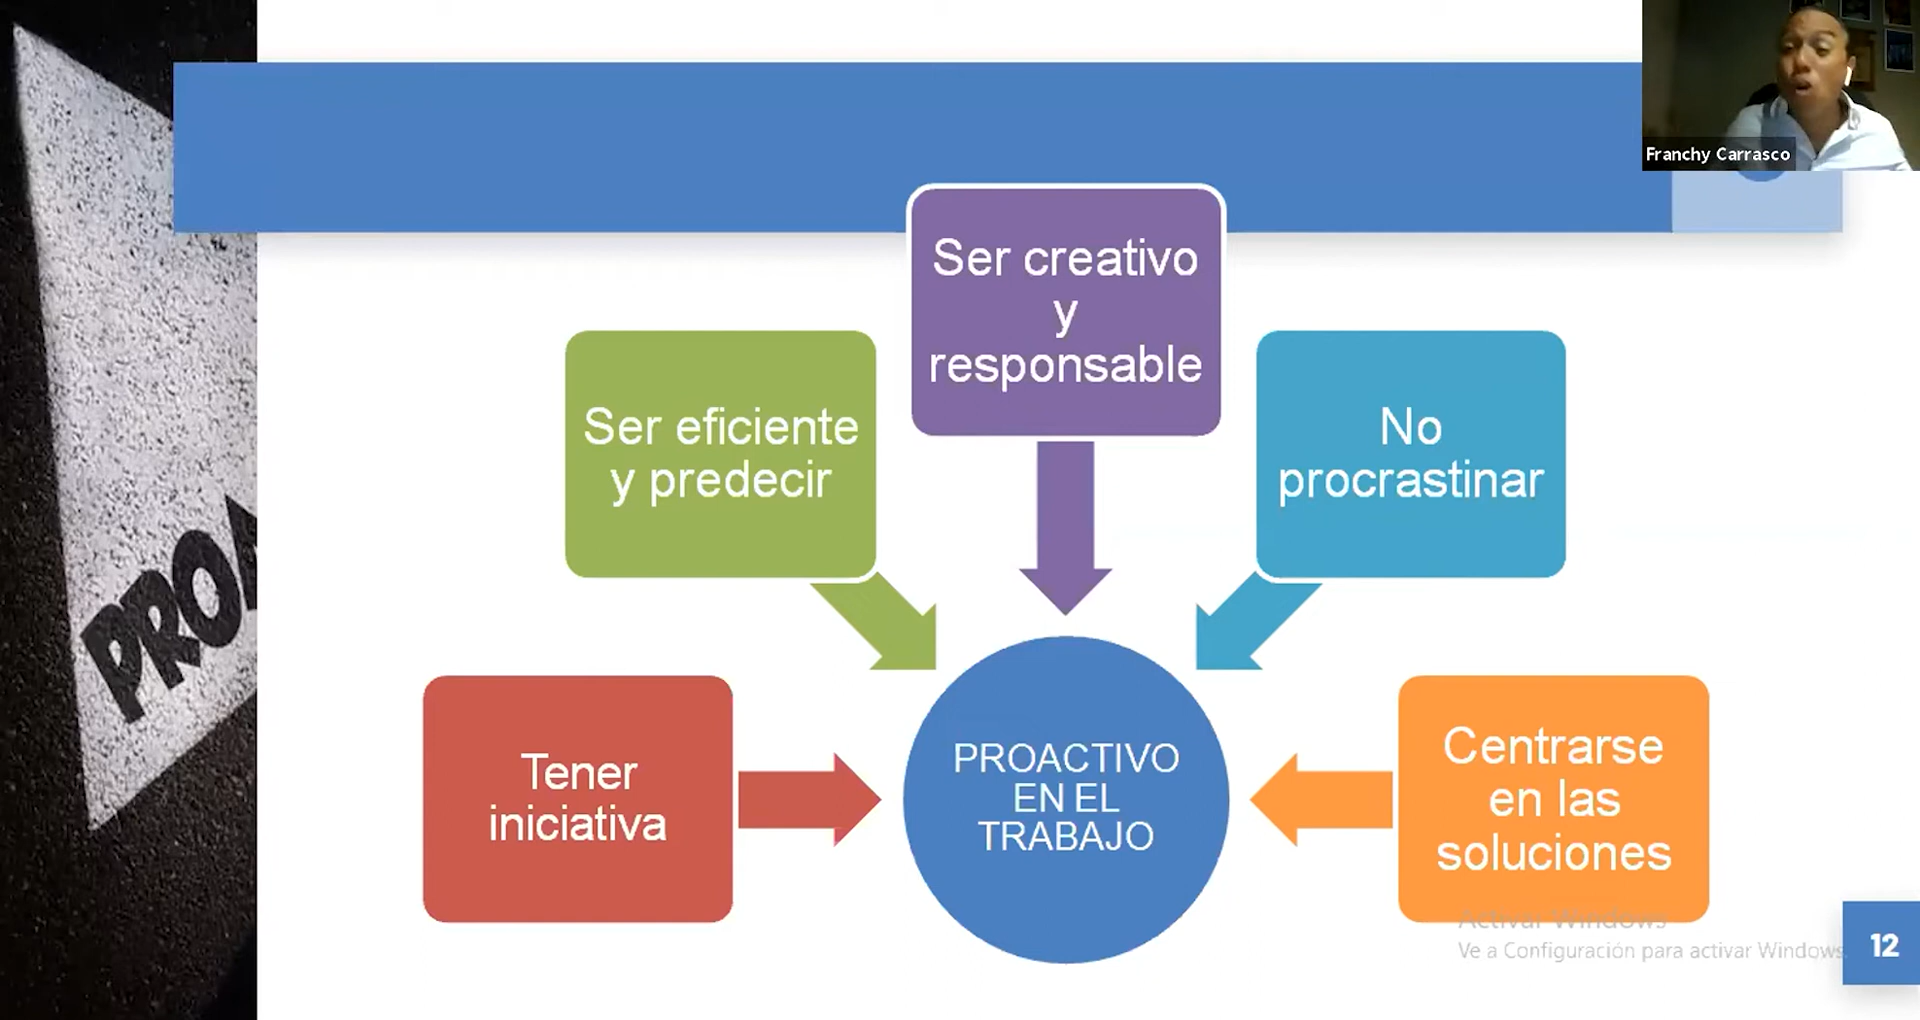 Franchy Carrasco
Ser creativo
y
responsable
Ser eficiente
y predecir
No
procrastinar
Tener
iniciativa
PROACTIVO
EN EL
TRABAJO
Centrarse
en las
soluciones
Activar Windows
Ve a Configuración para activar Windows.
12